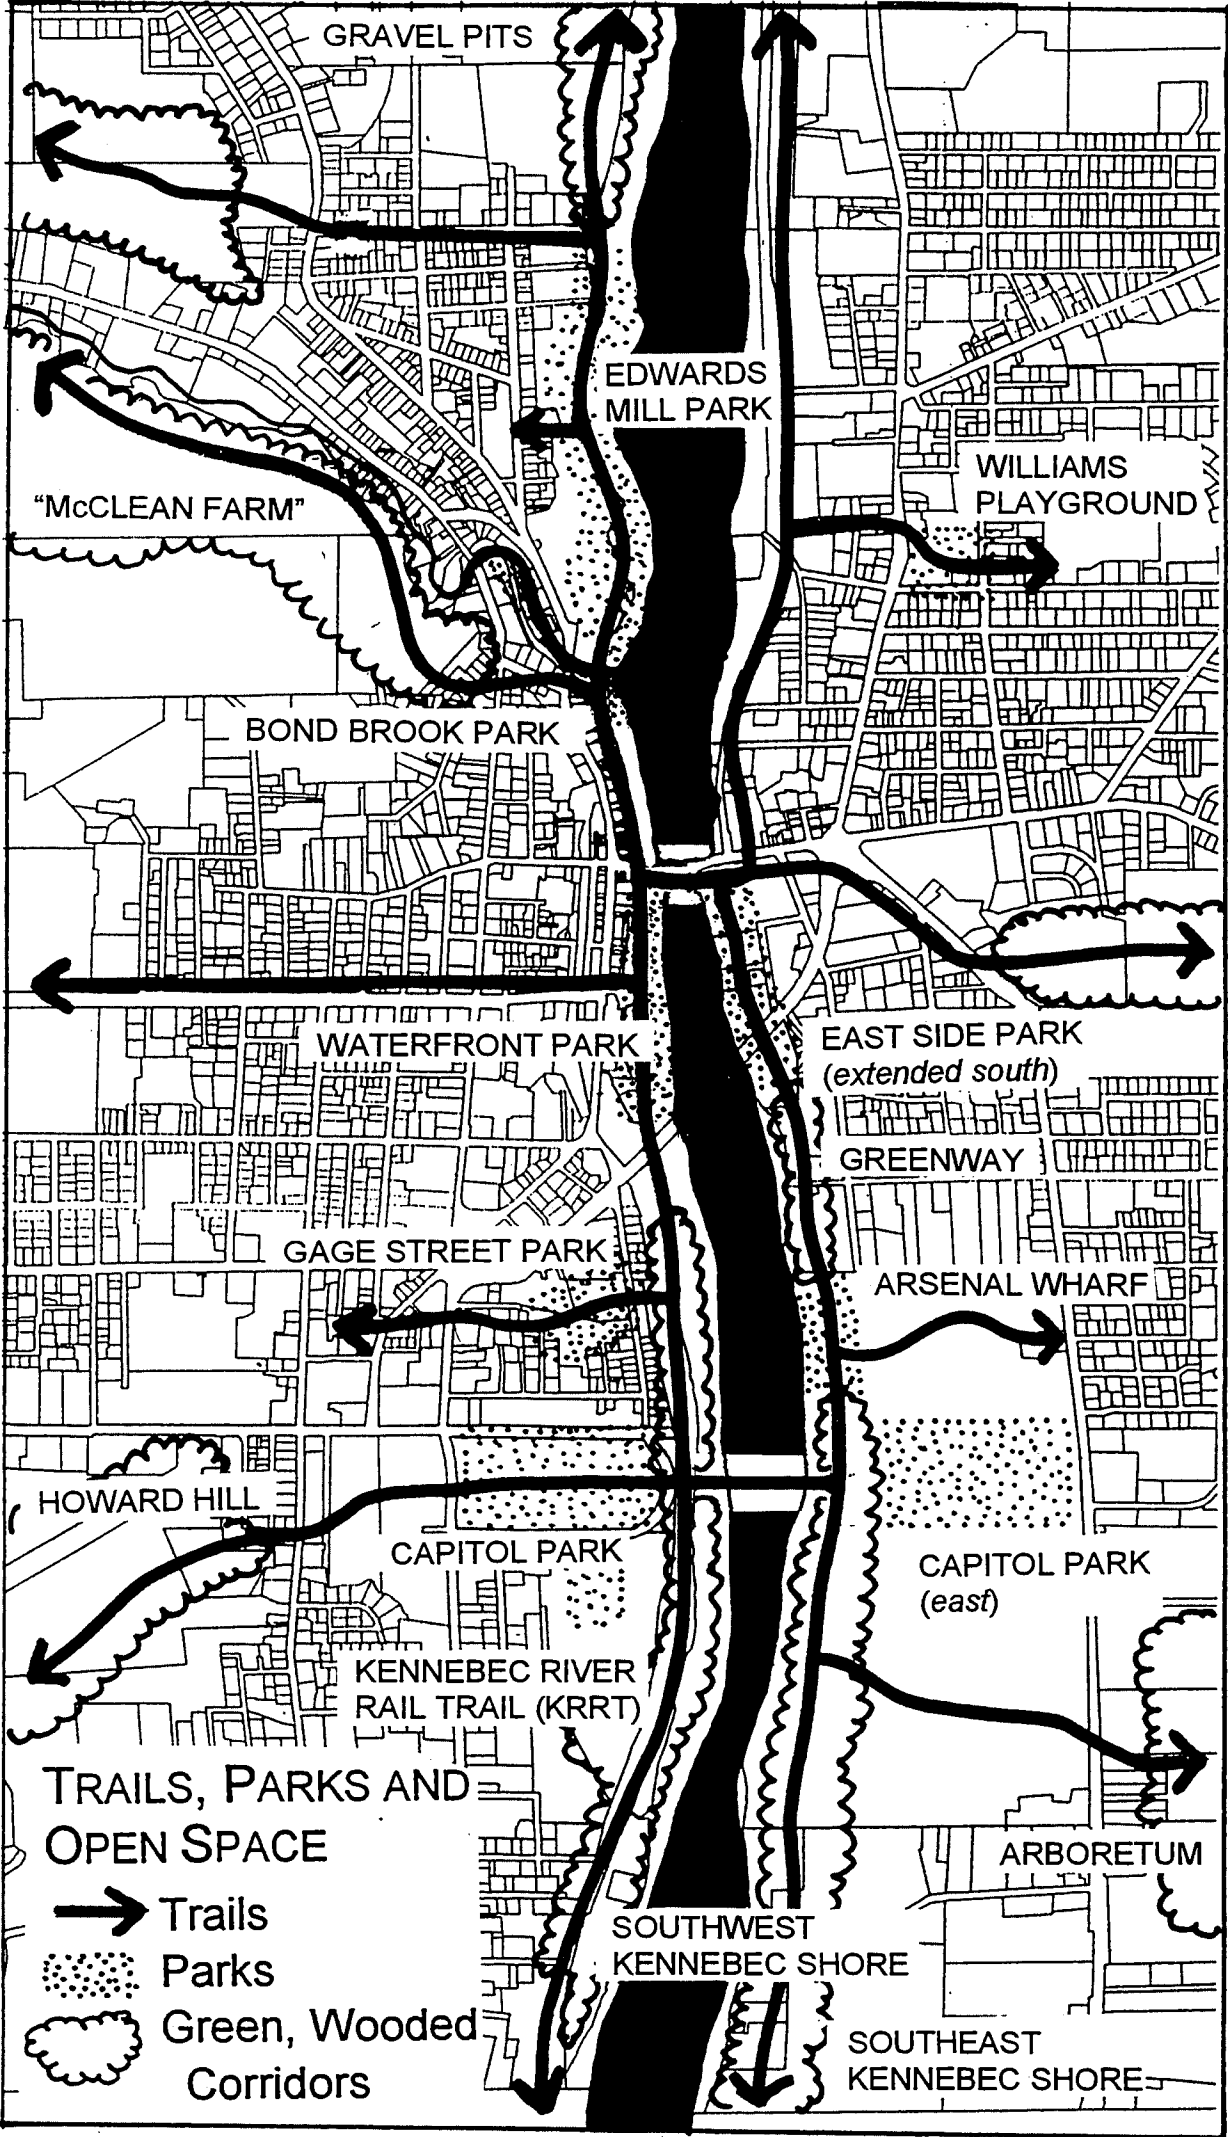 GRAVEL PITS
EDWARDS
MILL PARK
WILLIAMS
PLAYGROUND
“McCLEAN FARM”
BOND BROOK PARK
WATERFRONT PARK
EAST SIDE PARK
(extended south)
GREENWAY
GAGE STREET PARK
ARSENAL WHARF
HOWARD HILL
CAPITOL PARK
CAPITOL PARK
(east)
KENNEBEC RIVER
RAIL TRAIL (KRRT)
TRAILS, PARKS AND
OPEN SPACE
Trails
Parks
Green, Wooded
Corridors
ARBORETUM
SOUTHWEST
KENNEBEC SHORE
SOUTHEAST
KENNEBEC SHORE